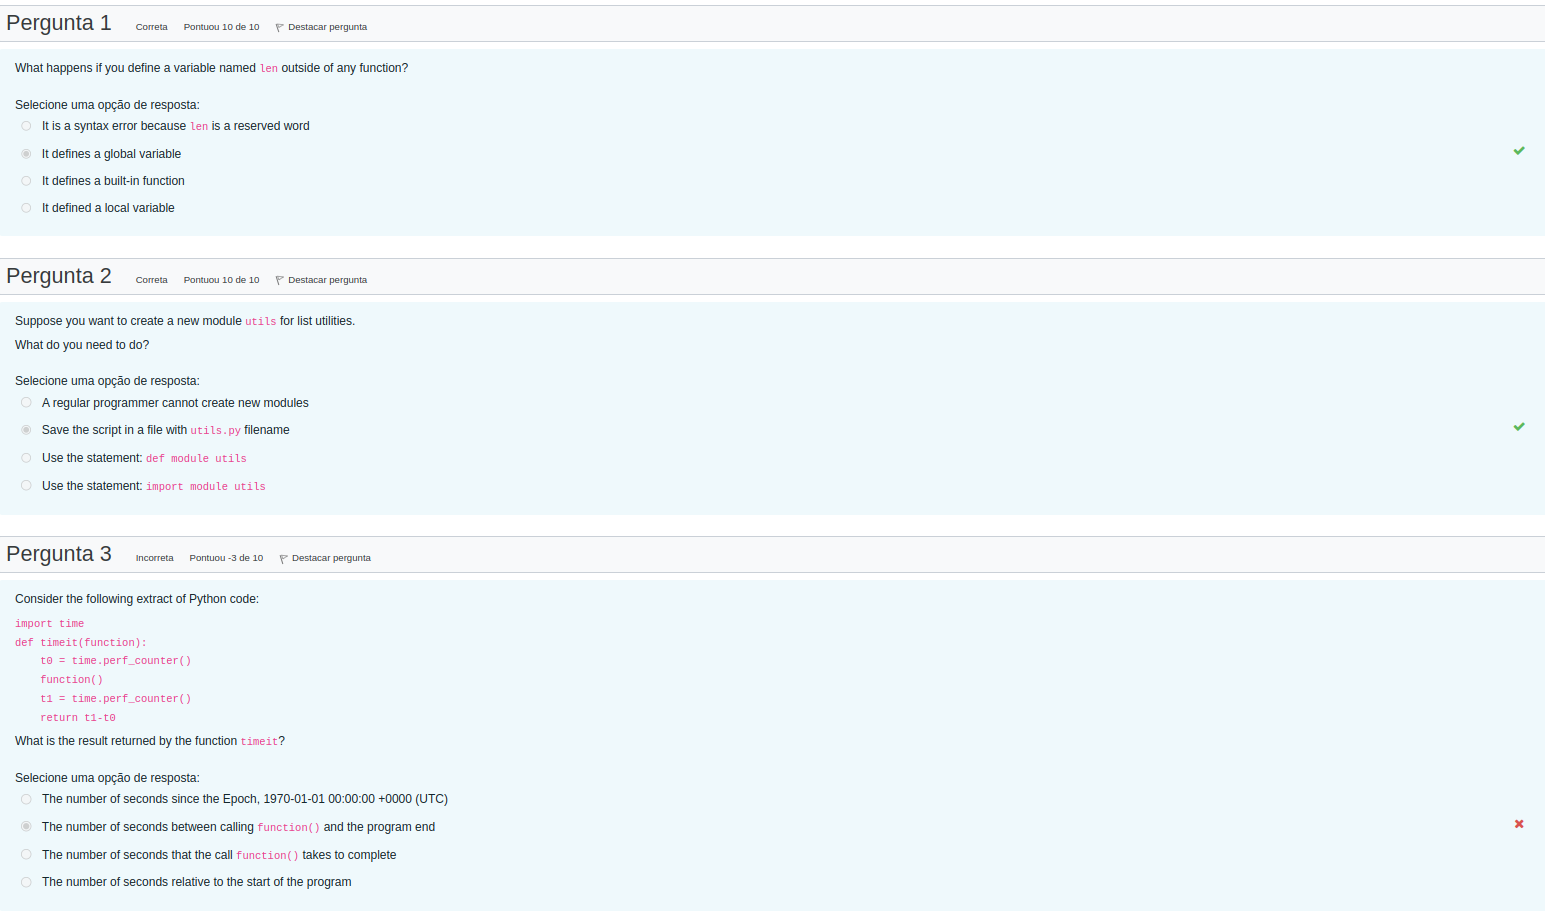 Pergunta 1 Correta Pontuou 10 de 10 Destacar pergunta
What happens if you define a variable named len outside of any function?
Selecione uma opção de resposta:
It is a syntax error because len is a reserved word
It defines a global variable
It defines a built-in function
It defined a local variable
Pergunta 2 Correta Pontuou 10 de 10 Destacar pergunta
Suppose you want to create a new module utils for list utilities.
What do you need to do?
Selecione uma opção de resposta:
A regular programmer cannot create new modules
Save the script in a file with utils.py filename
Use the statement: def module utils
Use the statement: import module utils
Pergunta 3 Incorreta Pontuou -3 de 10 Destacar pergunta
Consider the following extract of Python code:
import time
def timeit(function):
    t0 = time.perf_counter()
    function()
    t1 = time.perf_counter()
    return t1-t0
What is the result returned by the function timeit?
Selecione uma opção de resposta:
The number of seconds since the Epoch, 1970-01-01 00:00:00 +0000 (UTC)
The number of seconds between calling function() and the program end
The number of seconds that the call function() takes to complete
The number of seconds relative to the start of the program